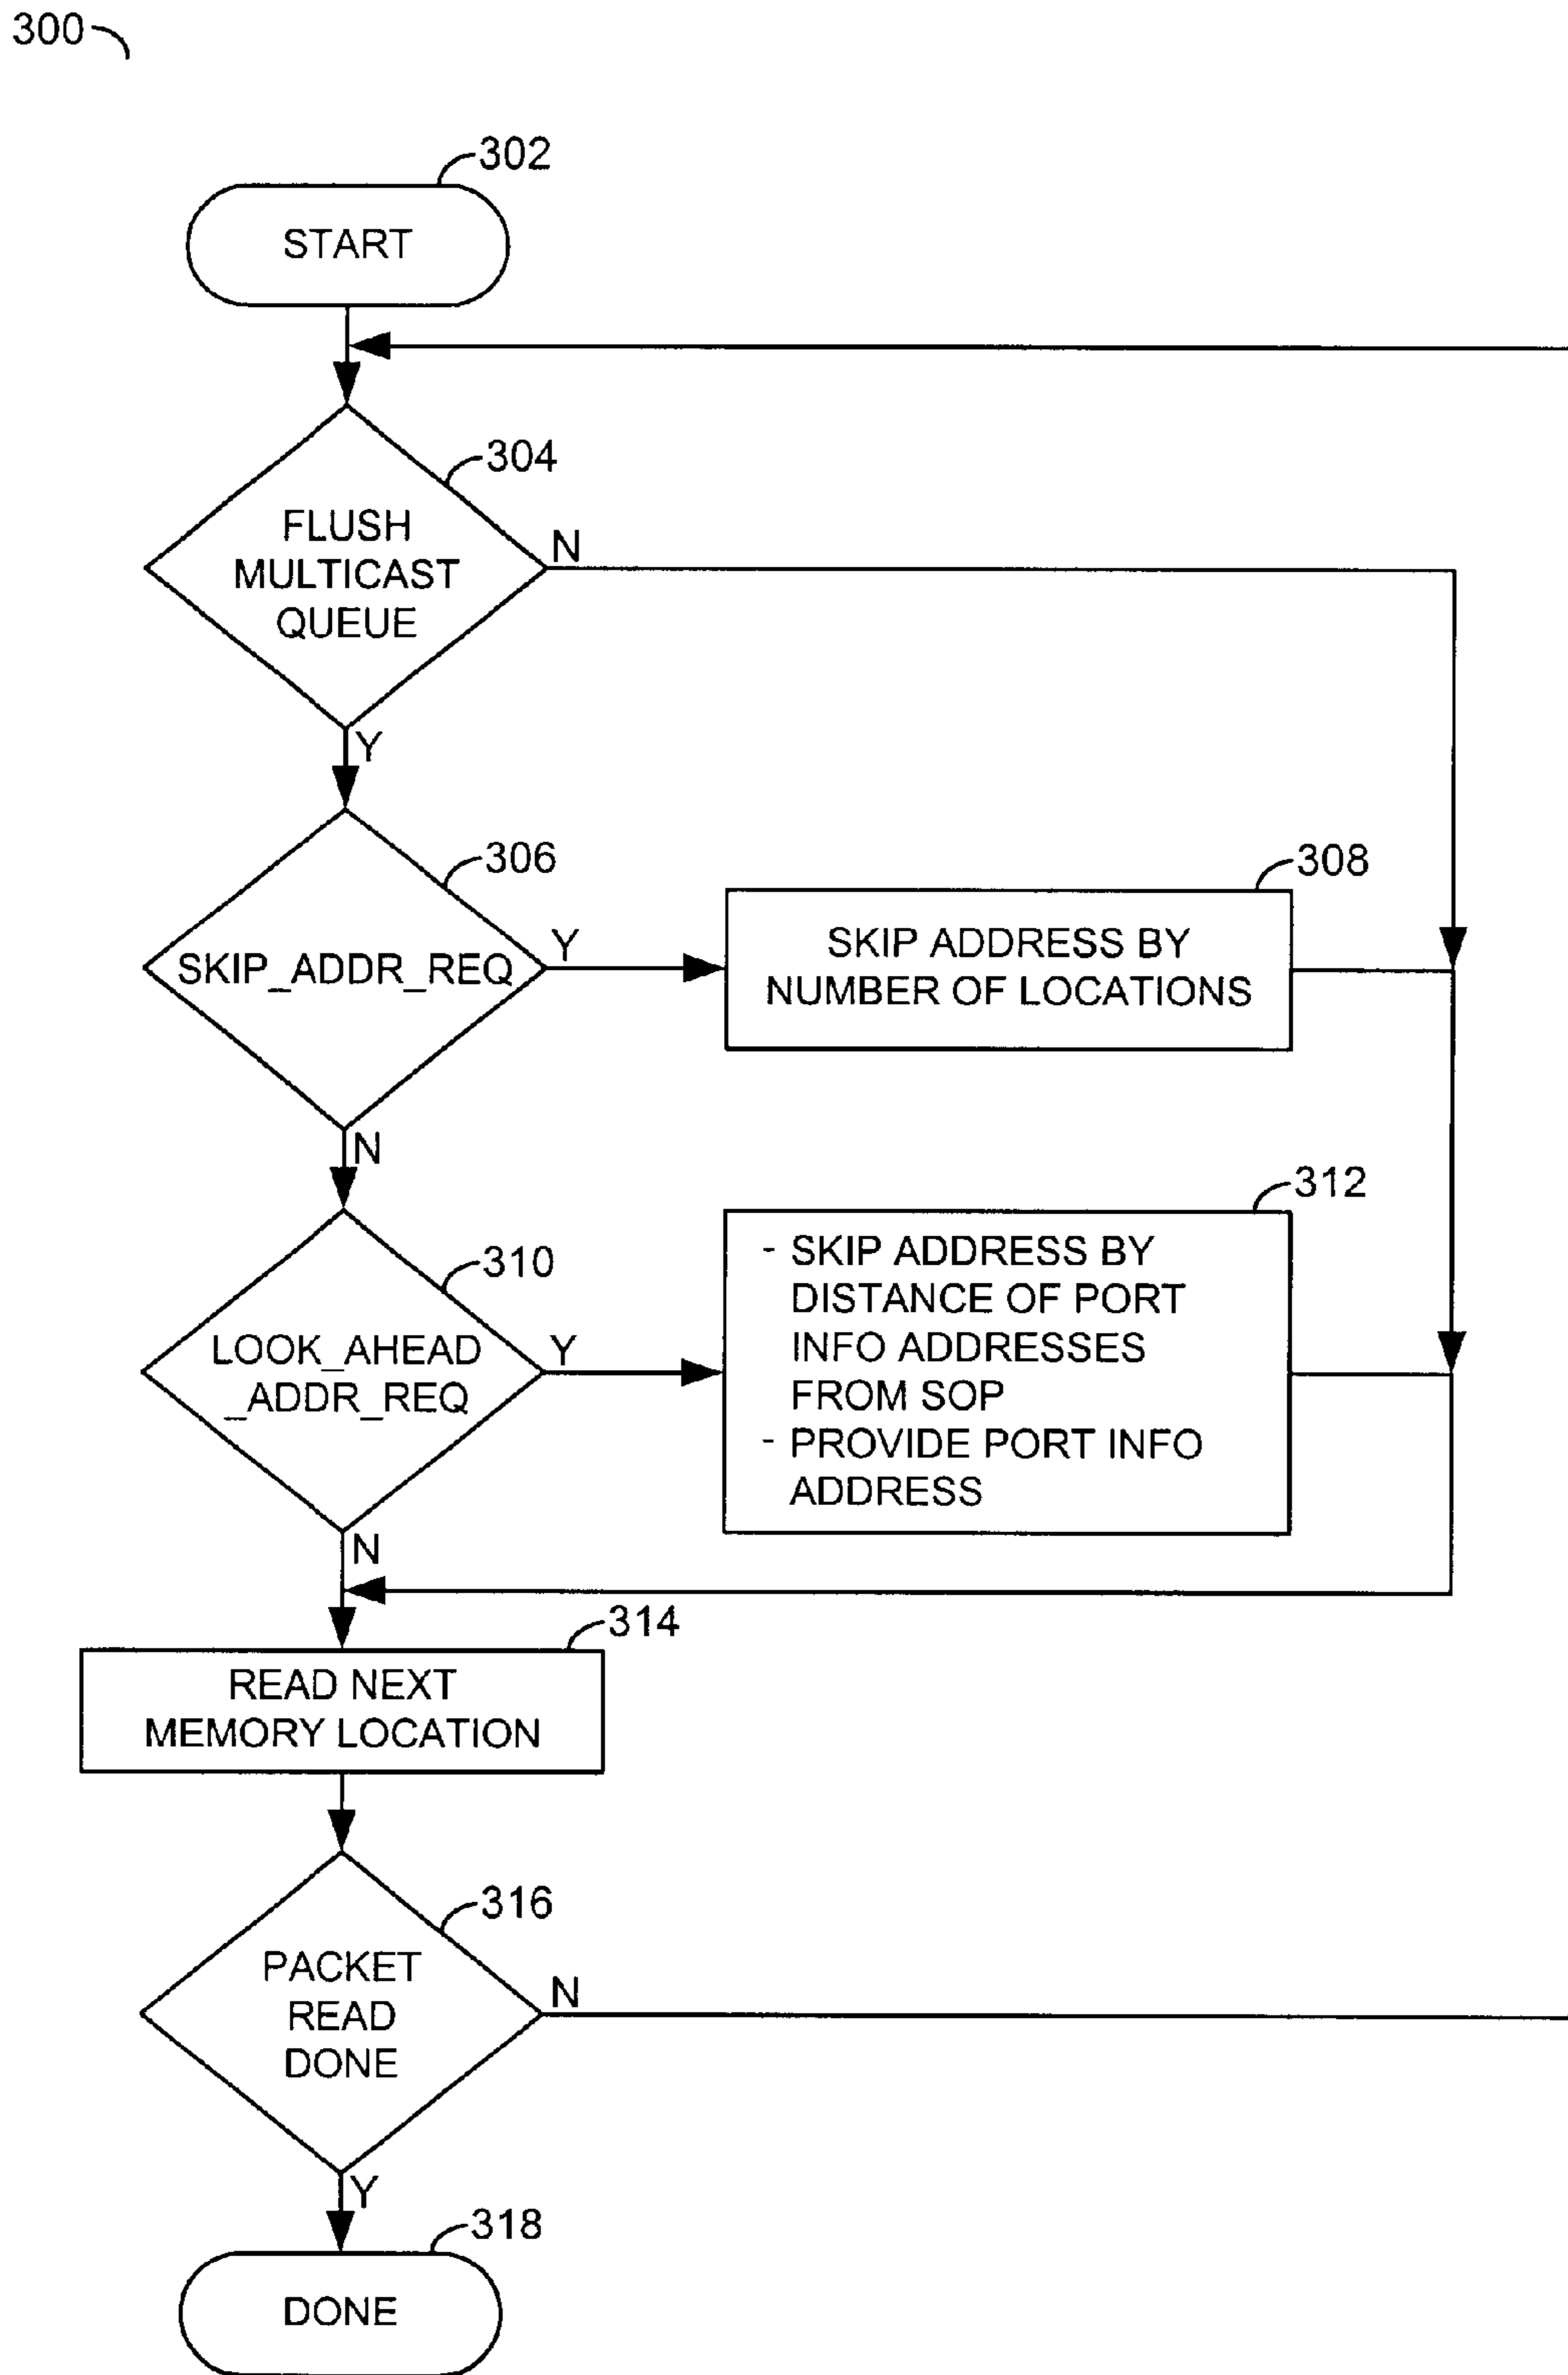 300
302
START
304
FLUSH
MULTICAST
QUEUE
N
Y
306
SKIP_ADDR_REQ
Y
308
SKIP ADDRESS BY
NUMBER OF LOCATIONS
N
310
LOOK_AHEAD
_ADDR_REQ
Y
312
- SKIP ADDRESS BY
DISTANCE OF PORT
INFO ADDRESSES
FROM SOP
- PROVIDE PORT INFO
ADDRESS
N
314
READ NEXT
MEMORY LOCATION
316
PACKET
READ
DONE
N
Y
318
DONE